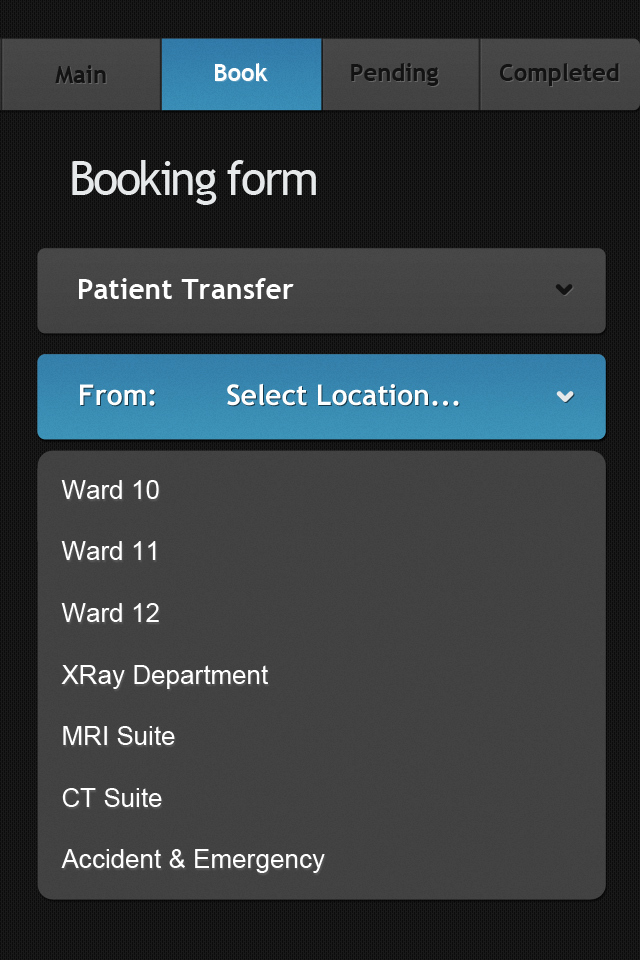 Main Book Pending Completed
Booking form
Patient Transfer
From: Select Location...
Ward 10
Ward 11
Ward 12
XRay Department
MRI Suite
CT Suite
Accident & Emergency